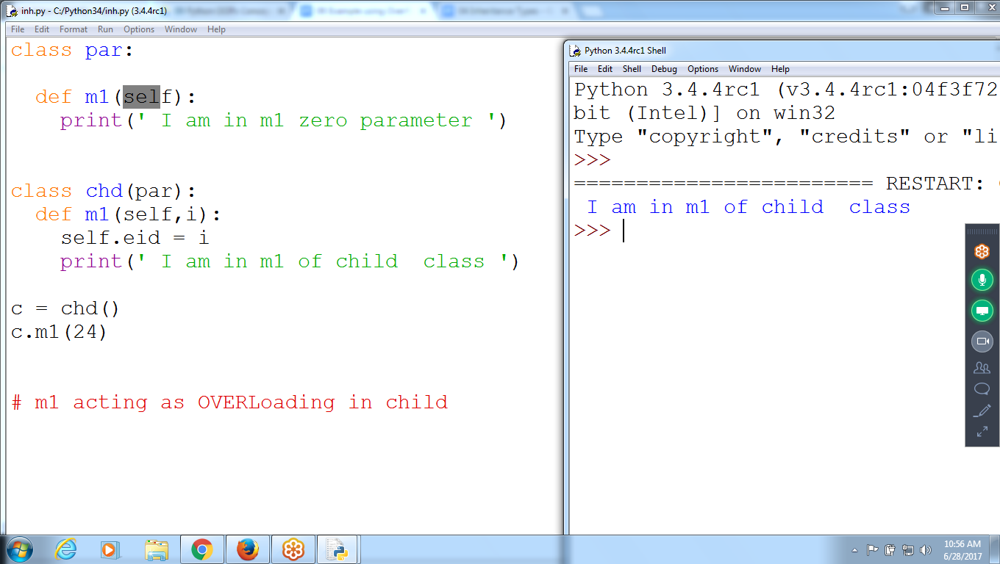 inh.py - C:/Python34/inh.py (3.4.4rc1)
File Edit Format Run Options Window Help
class par:
def m1(self):
print(' I am in m1 zero parameter ')
class chd(par):
def m1(self,i):
self.eid = i
print(' I am in m1 of child  class ')
c = chd()
c.m1(24)
# m1 acting as OVERLoading in child
Python 3.4.4rc1 Shell
File Edit Shell Debug Options Window Help
Python 3.4.4rc1 (v3.4.4rc1:04f3f72
bit (Intel)] on win32
Type "copyright", "credits" or "li
>>>
======================== RESTART:
I am in m1 of child  class
>>>
10:56 AM
6/28/2017